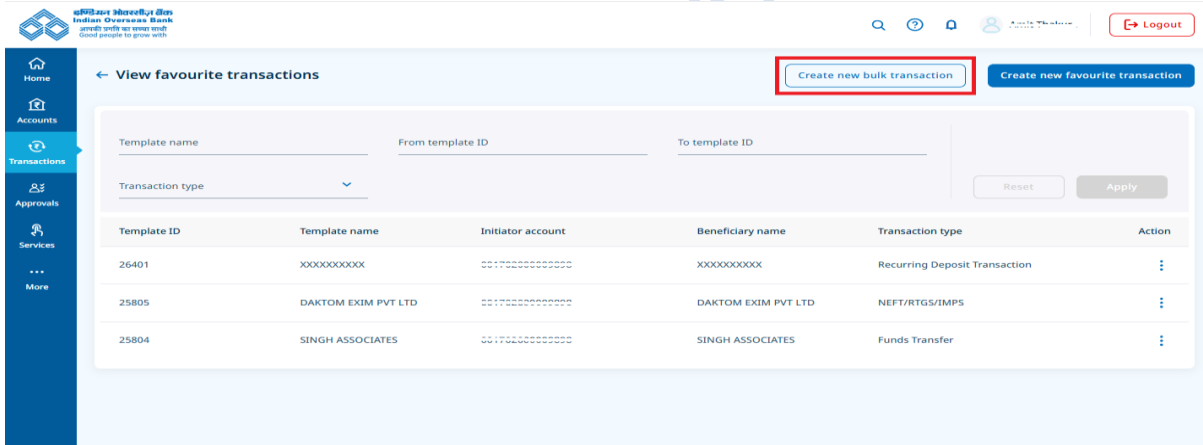 इण्डियन ओवरसीज़ बैंक
Indian Overseas Bank
आपकी प्रगति का सच्चा साथी
Good people to grow with
Logout
Home
Accounts
Transactions
Approvals
Services
More
← View favourite transactions
Create new bulk transaction
Create new favourite transaction
Template name From template ID To template ID
Transaction type
Reset Apply
Template ID Template name Initiator account Beneficiary name Transaction type Action
26401 XXXXXXXXXX XXXXXXXXXX Recurring Deposit Transaction
25805 DAKTOM EXIM PVT LTD DAKTOM EXIM PVT LTD NEFT/RTGS/IMPS
25804 SINGH ASSOCIATES SINGH ASSOCIATES Funds Transfer